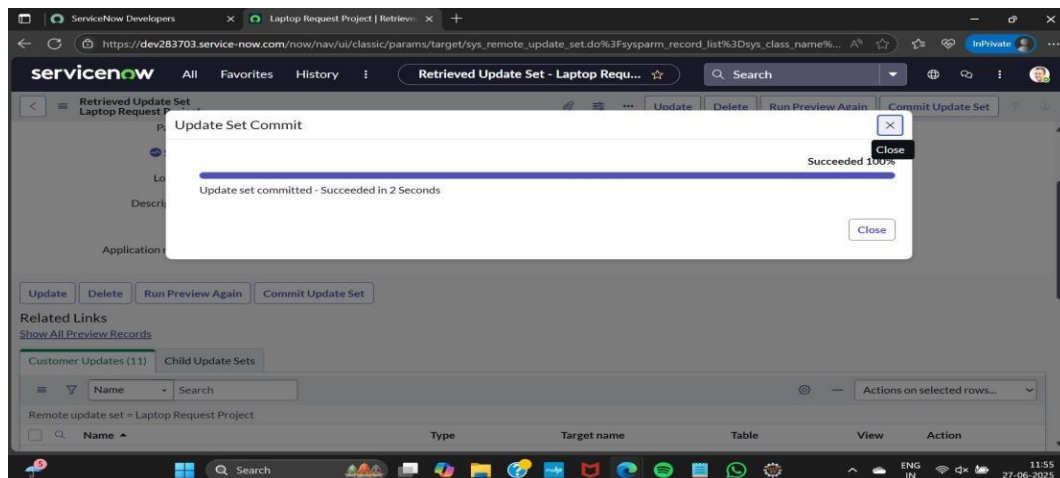 ServiceNow Developers
Laptop Request Project | Retrieve
https://dev283703.service-now.com/now/nav/ui/classic/params/target/sys_remote_update_set.do%3Fsysparm_record_list%3Dsys_class_name%...
InPrivate
servicenow All Favorites History Retrieved Update Set - Laptop Requ... Search
Retrieved Update Set
Laptop Request
Update Delete Run Preview Again Commit Update Set
Update Set Commit
Close
Succeeded 100%
Update set committed - Succeeded in 2 Seconds
Descri
Close
Application
Update Delete Run Preview Again Commit Update Set
Related Links
Show All Preview Records
Customer Updates (11) Child Update Sets
Name Search Actions on selected rows...
Remote update set = Laptop Request Project
Name Type Target name Table View Action
5 Search ENG 11:55
IN 27-06-2025